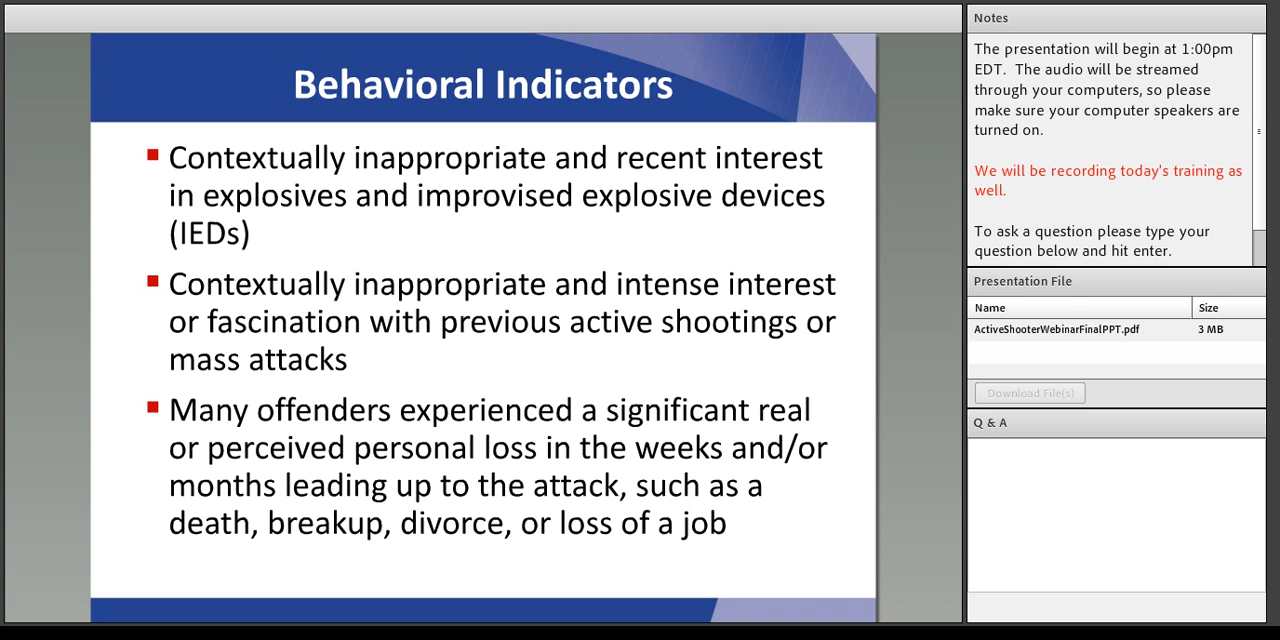 Behavioral Indicators
Contextually inappropriate and recent interest
in explosives and improvised explosive devices
(IEDs)
Contextually inappropriate and intense interest
or fascination with previous active shootings or
mass attacks
Many offenders experienced a significant real
or perceived personal loss in the weeks and/or
months leading up to the attack, such as a
death, breakup, divorce, or loss of a job
Notes
The presentation will begin at 1:00pm
EDT.  The audio will be streamed
through your computers, so please
make sure your computer speakers are
turned on.
We will be recording today's training as
well.
To ask a question please type your
question below and hit enter.
Presentation File
Name Size
ActiveShooterWebinarFinalPPT.pdf 3 MB
Download File(s)
Q & A